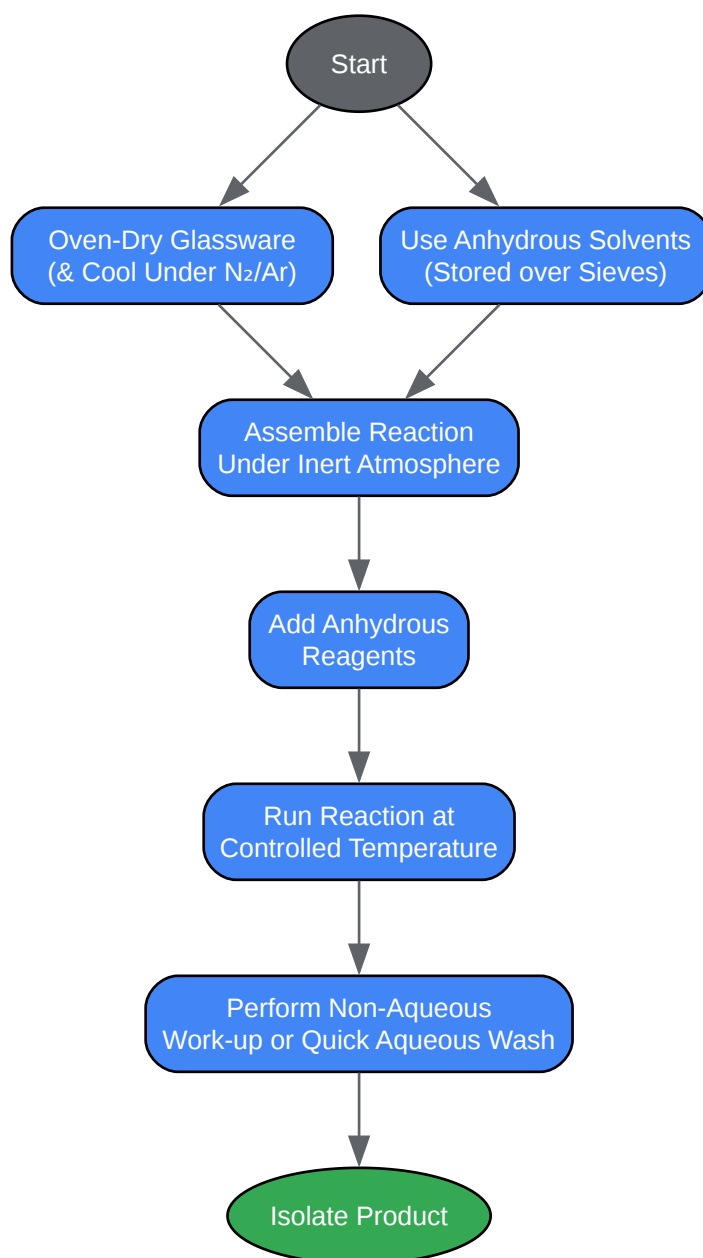 Start
Oven-Dry Glassware
(& Cool Under N₂/Ar)
Use Anhydrous Solvents
(Stored over Sieves)
Assemble Reaction
Under Inert Atmosphere
Add Anhydrous
Reagents
Run Reaction at
Controlled Temperature
Perform Non-Aqueous
Work-up or Quick Aqueous Wash
Isolate Product